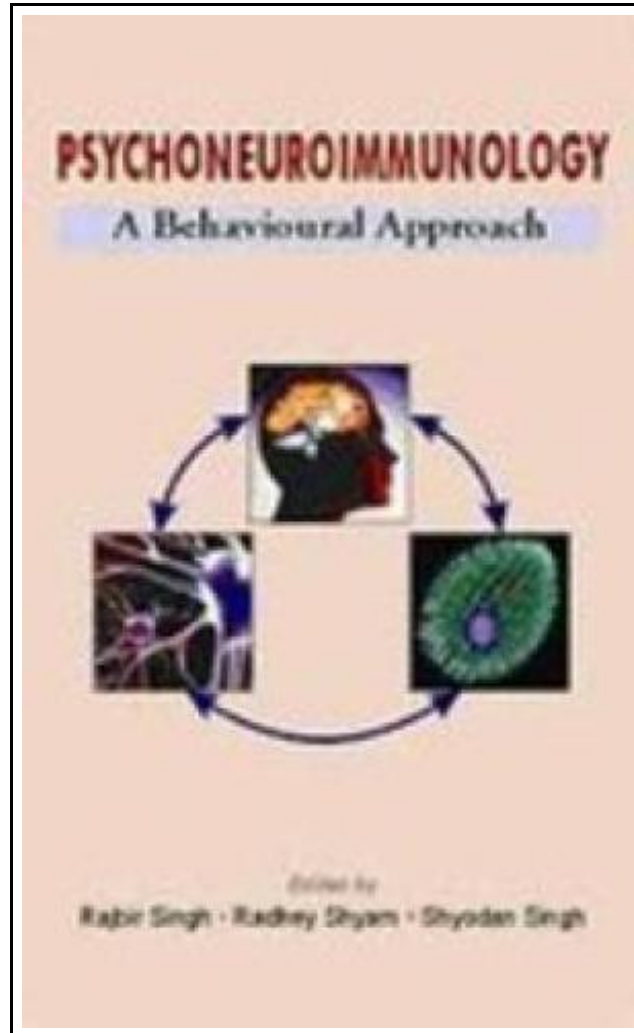 PSYCHONEUROIMMUNOLOGY
A Behavioural Approach
Edited by
Rajbir Singh • Radhey Shyam • Shyodan Singh